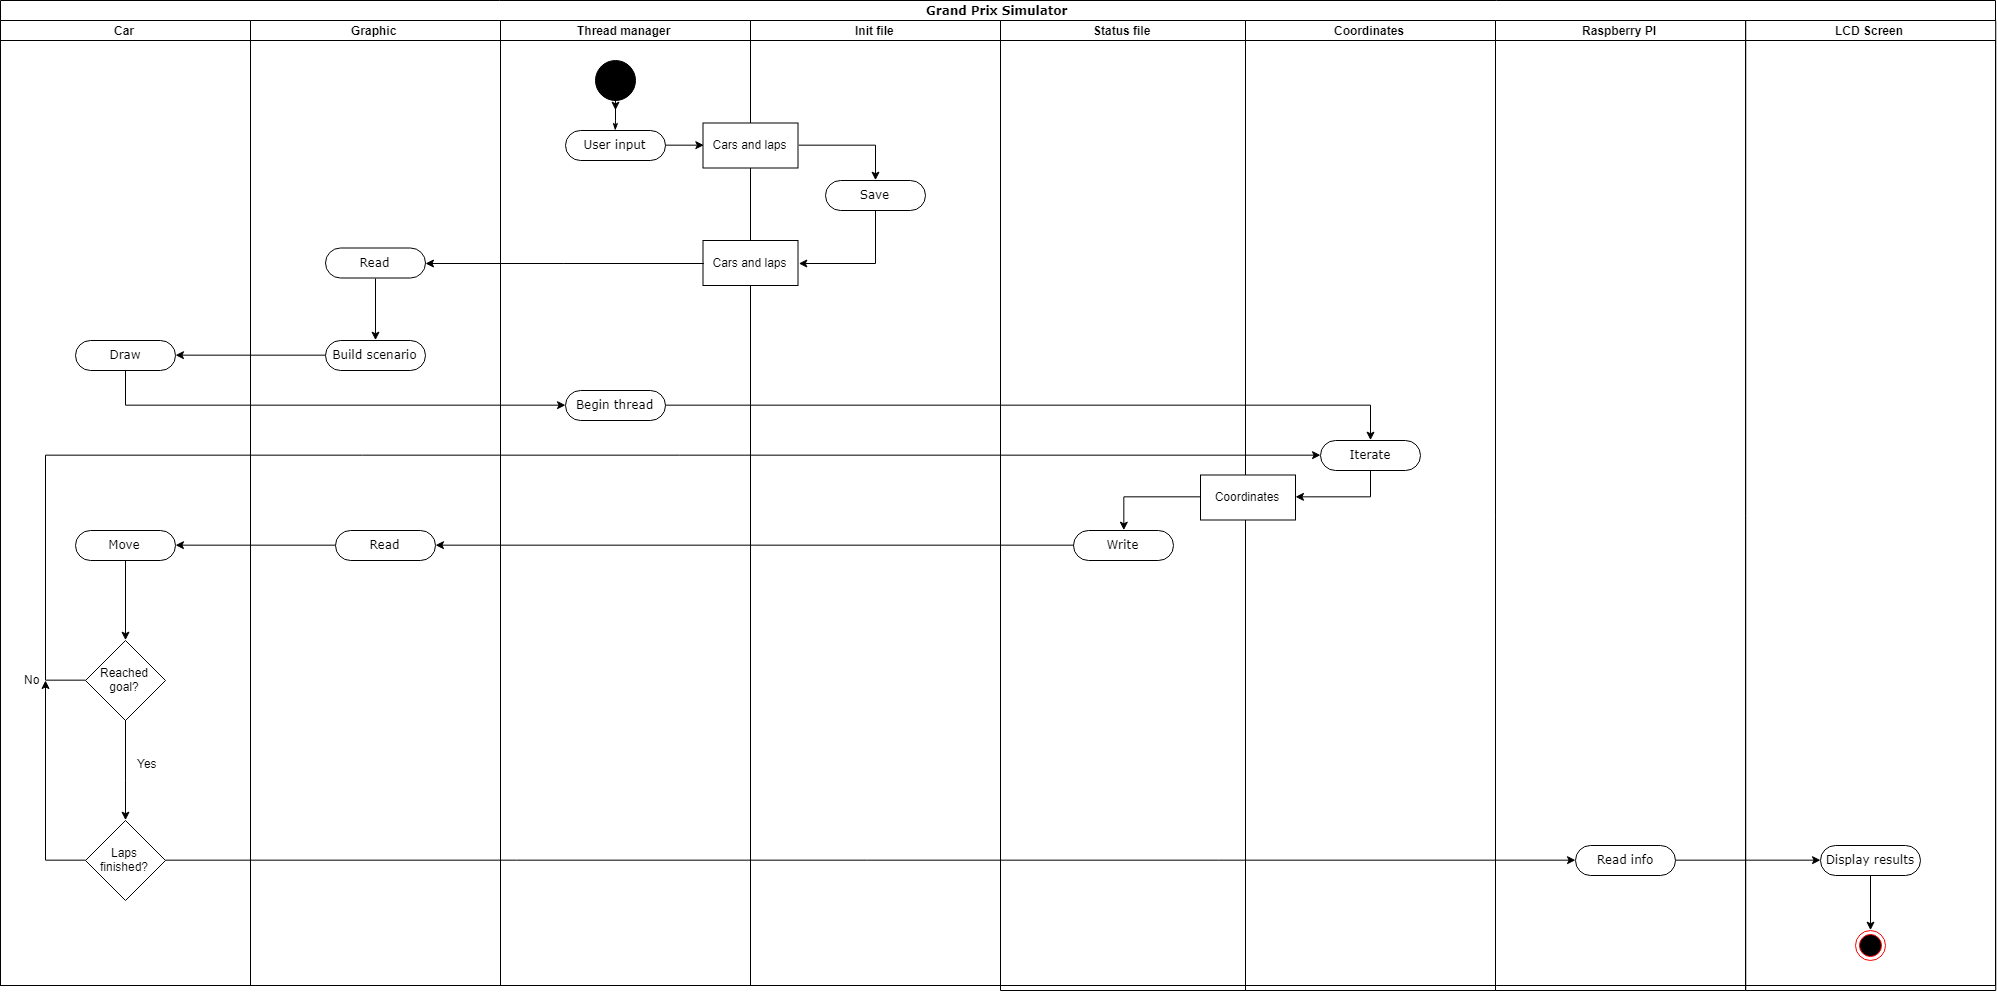 Grand Prix Simulator
Car
Graphic
Thread manager
Init file
Status file
Coordinates
Raspberry PI
LCD Screen
User input
Cars and laps
Save
Read
Cars and laps
Draw
Build scenario
Begin thread
Iterate
Coordinates
Move
Read
Write
Reached
goal?
No
Yes
Laps
finished?
Read info
Display results